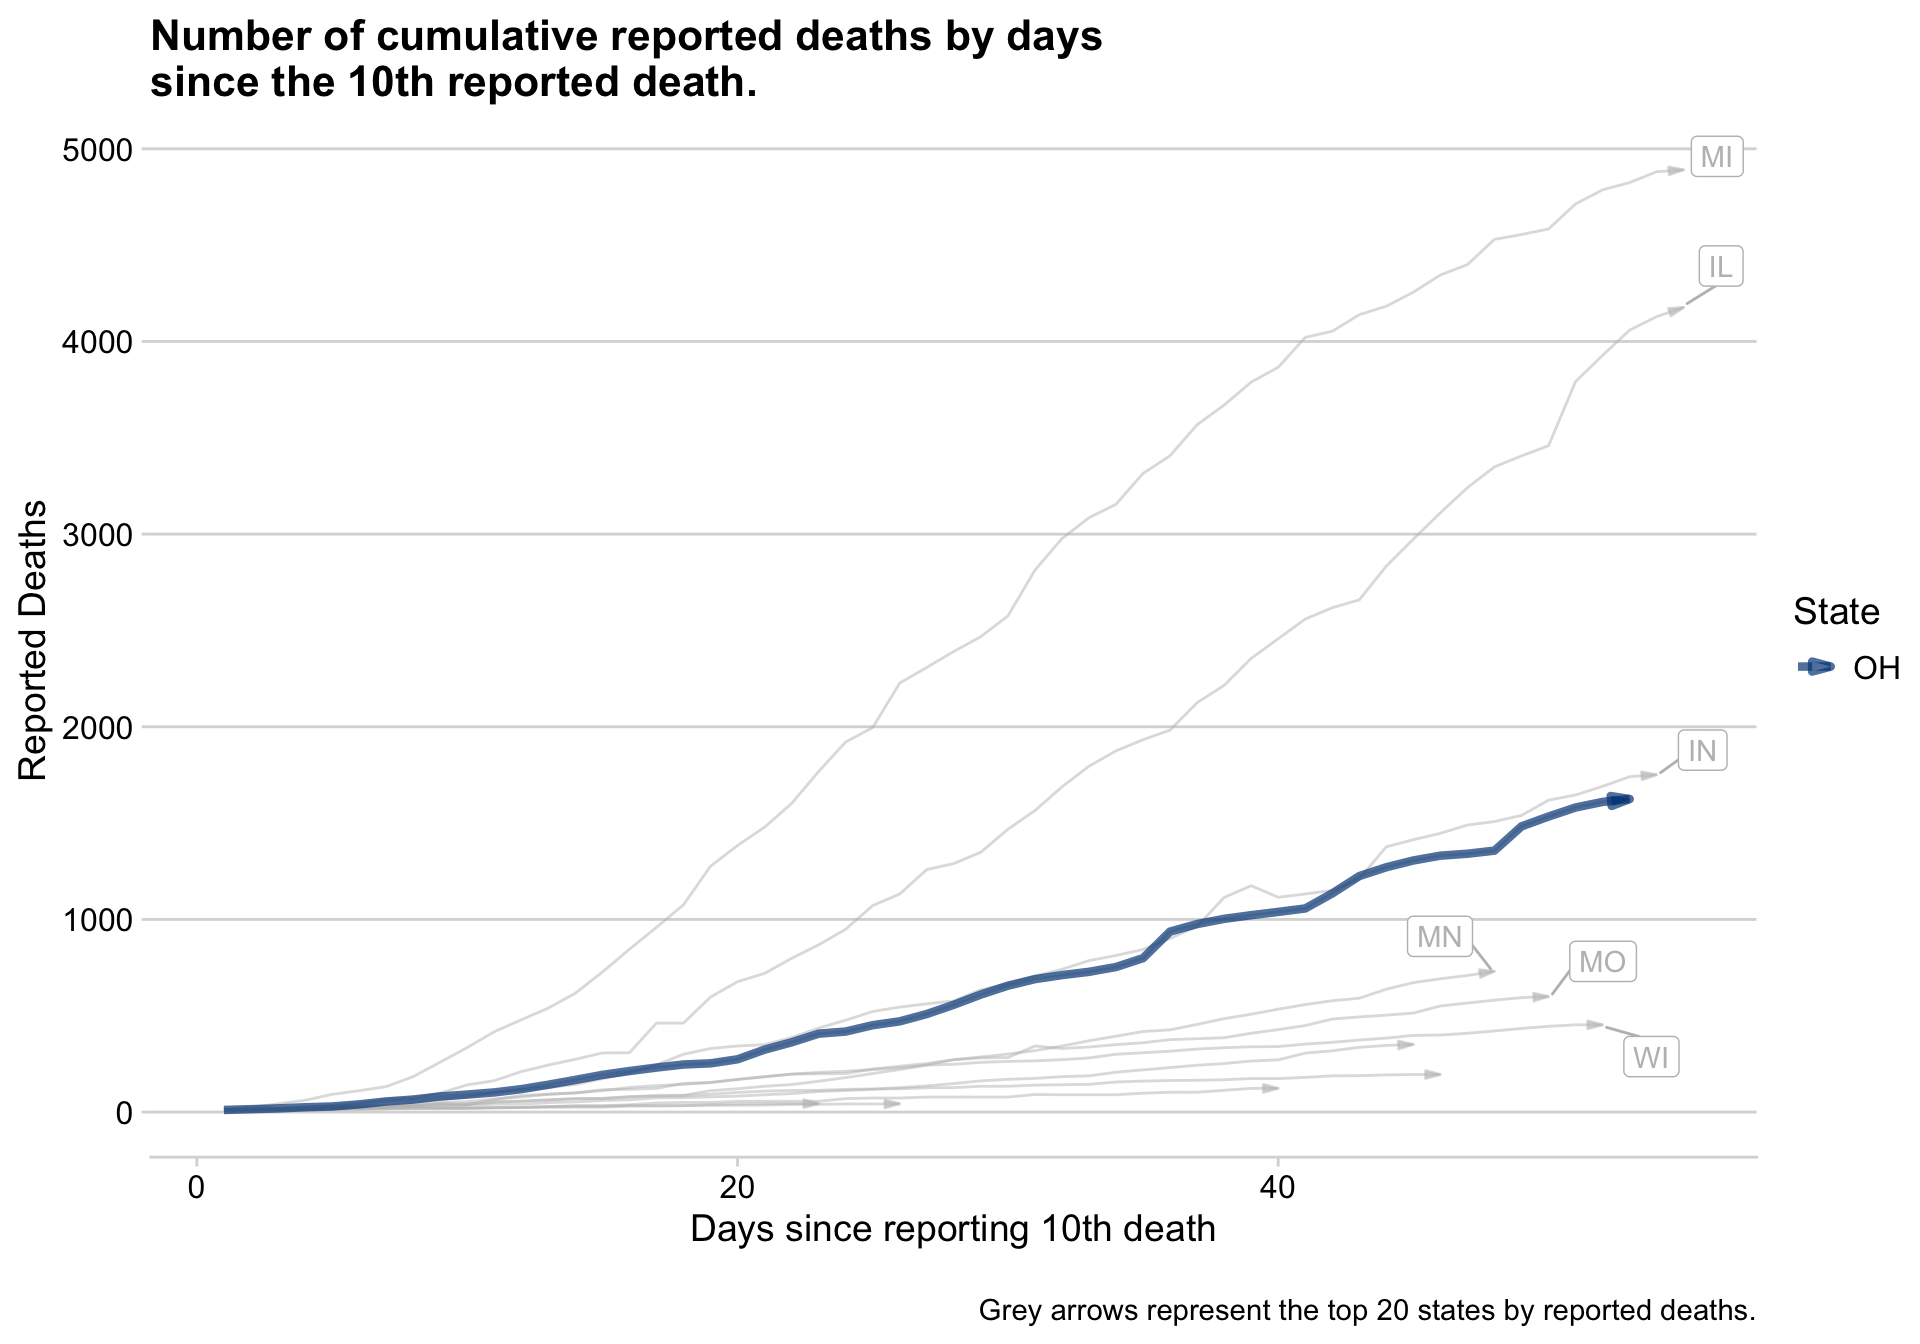 Number of cumulative reported deaths by days
since the 10th reported death.
5000
4000
3000
2000
1000
0
Reported Deaths
MI
IL
IN
MN
MO
WI
State
OH
0
20
40
Days since reporting 10th death
Grey arrows represent the top 20 states by reported deaths.